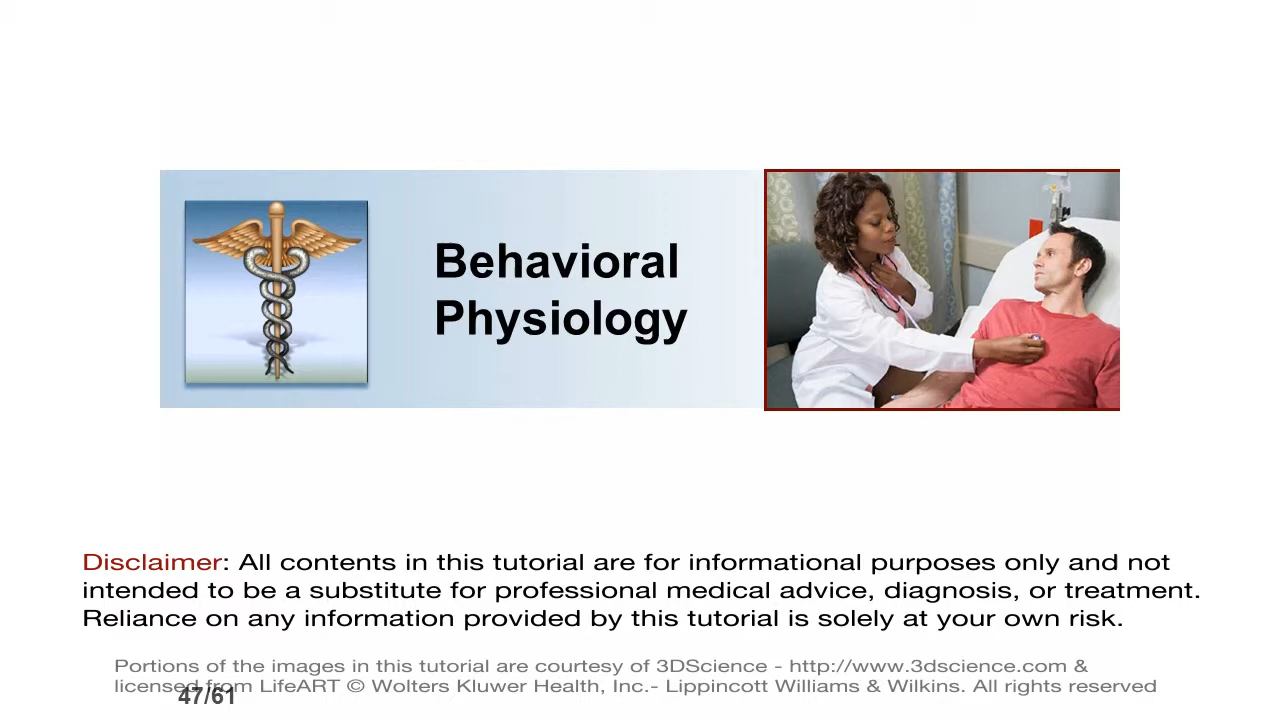 Behavioral
Physiology
Disclaimer: All contents in this tutorial are for informational purposes only and not
intended to be a substitute for professional medical advice, diagnosis, or treatment.
Reliance on any information provided by this tutorial is solely at your own risk.
Portions of the images in this tutorial are courtesy of 3DScience - http://www.3dscience.com &
licensed from LifeART © Wolters Kluwer Health, Inc.- Lippincott Williams & Wilkins. All rights reserved
47/61